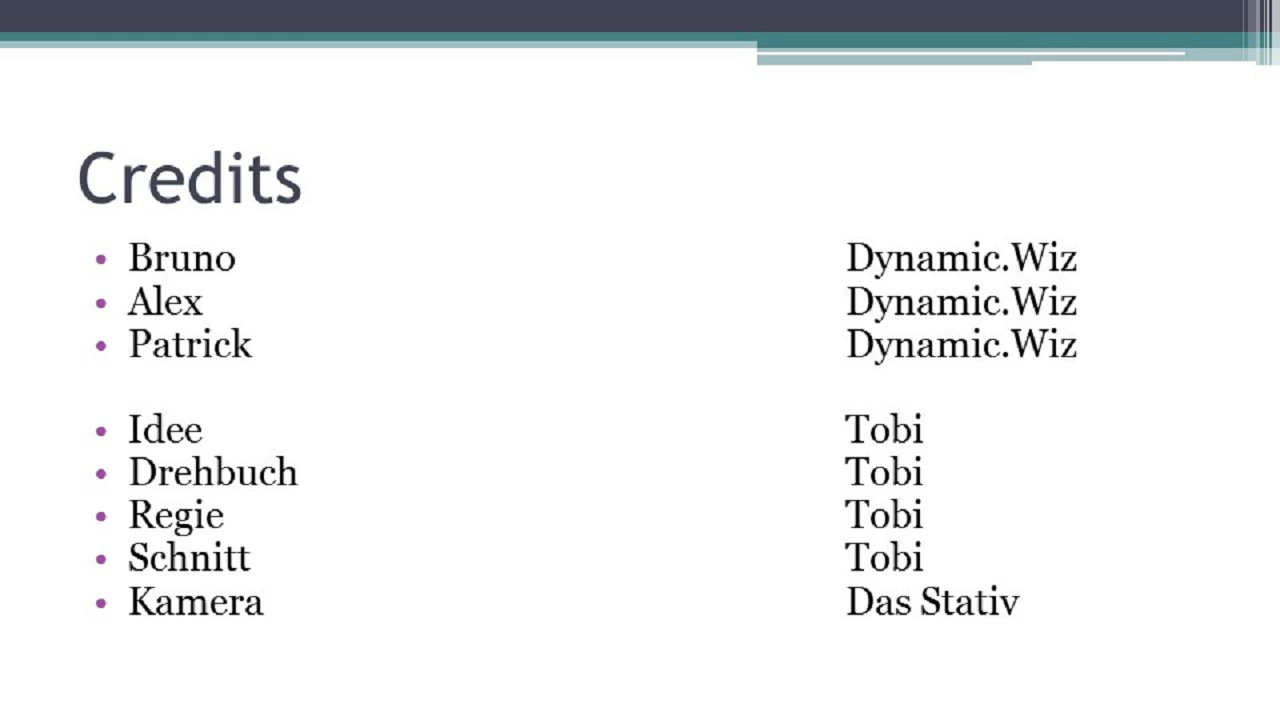 Credits
• Bruno Dynamic.Wiz
• Alex Dynamic.Wiz
• Patrick Dynamic.Wiz
• Idee Tobi
• Drehbuch Tobi
• Regie Tobi
• Schnitt Tobi
• Kamera Das Stativ